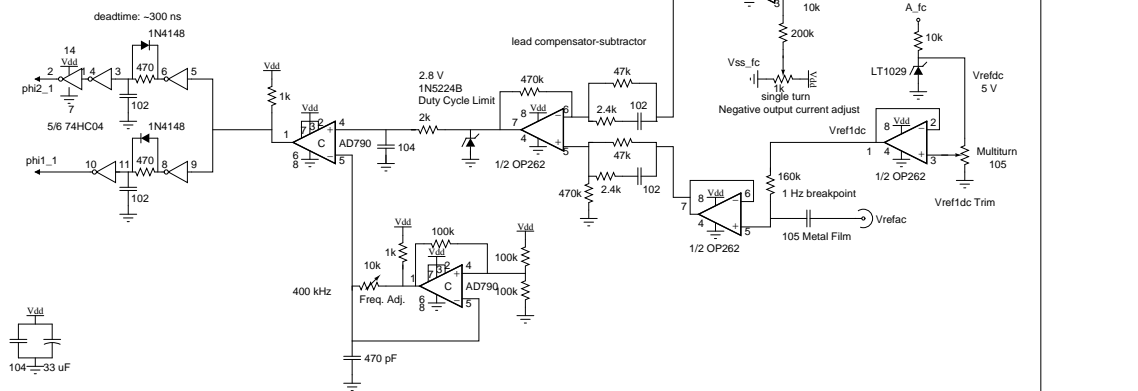 deadtime: ~300 ns
1N4148
14
Vdd
2
1
4
3
470
6
5
phi2_1
7
102
5/6 74HC04
1N4148
phi1_1
10
11
470
8
9
102
Vdd
1k
Vdd
7
3
2
4
1
C
AD790
6
8
5
104
2k
2.8 V
1N5224B
Duty Cycle Limit
lead compensator-subtractor
470k
8
Vdd
6
7
4
5
1/2 OP262
47k
2.4k
102
47k
2.4k
102
470k
8
Vdd
6
7
4
5
1/2 OP262
3
10k
200k
Vss_fc
Vdd
1k
single turn
Negative output current adjust
A_fc
10k
LT1029
Vrefdc
5 V
Vref1dc
8
Vdd
2
1
4
3
1/2 OP262
Multiturn
105
Vref1dc Trim
160k
1 Hz breakpoint
Vrefac
105 Metal Film
Vdd
1k
100k
Vdd
7
3
2
4
1
C
AD790
6
8
5
Vdd
100k
100k
10k
Freq. Adj.
400 kHz
470 pF
Vdd
104
33 uF